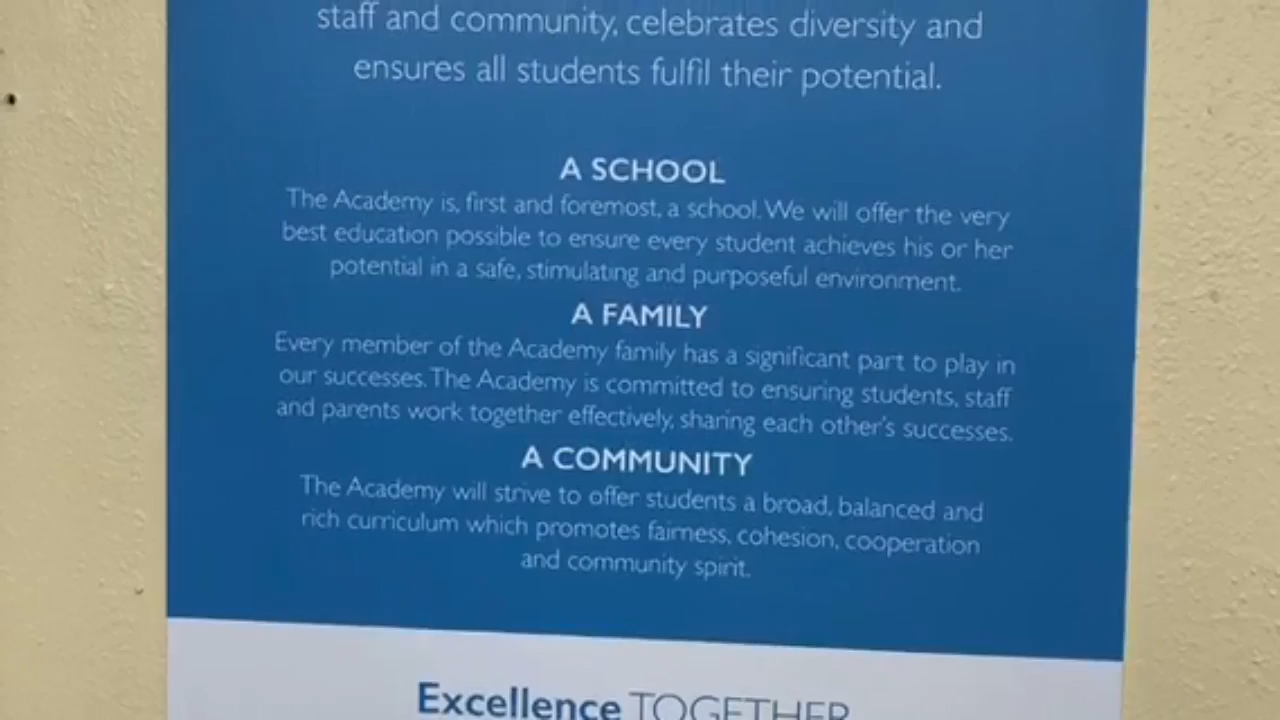 staff and community, celebrates diversity and
ensures all students fulfil their potential.
A SCHOOL
The Academy is, first and foremost, a school. We will offer the very
best education possible to ensure every student achieves his or her
potential in a safe, stimulating and purposeful environment.
A FAMILY
Every member of the Academy family has a significant part to play in
our successes. The Academy is committed to ensuring students, staff
and parents work together effectively, sharing each other's successes.
A COMMUNITY
The Academy will strive to offer students a broad, balanced and
rich curriculum which promotes fairness, cohesion, cooperation
and community spirit.
Excellence TOGETHER